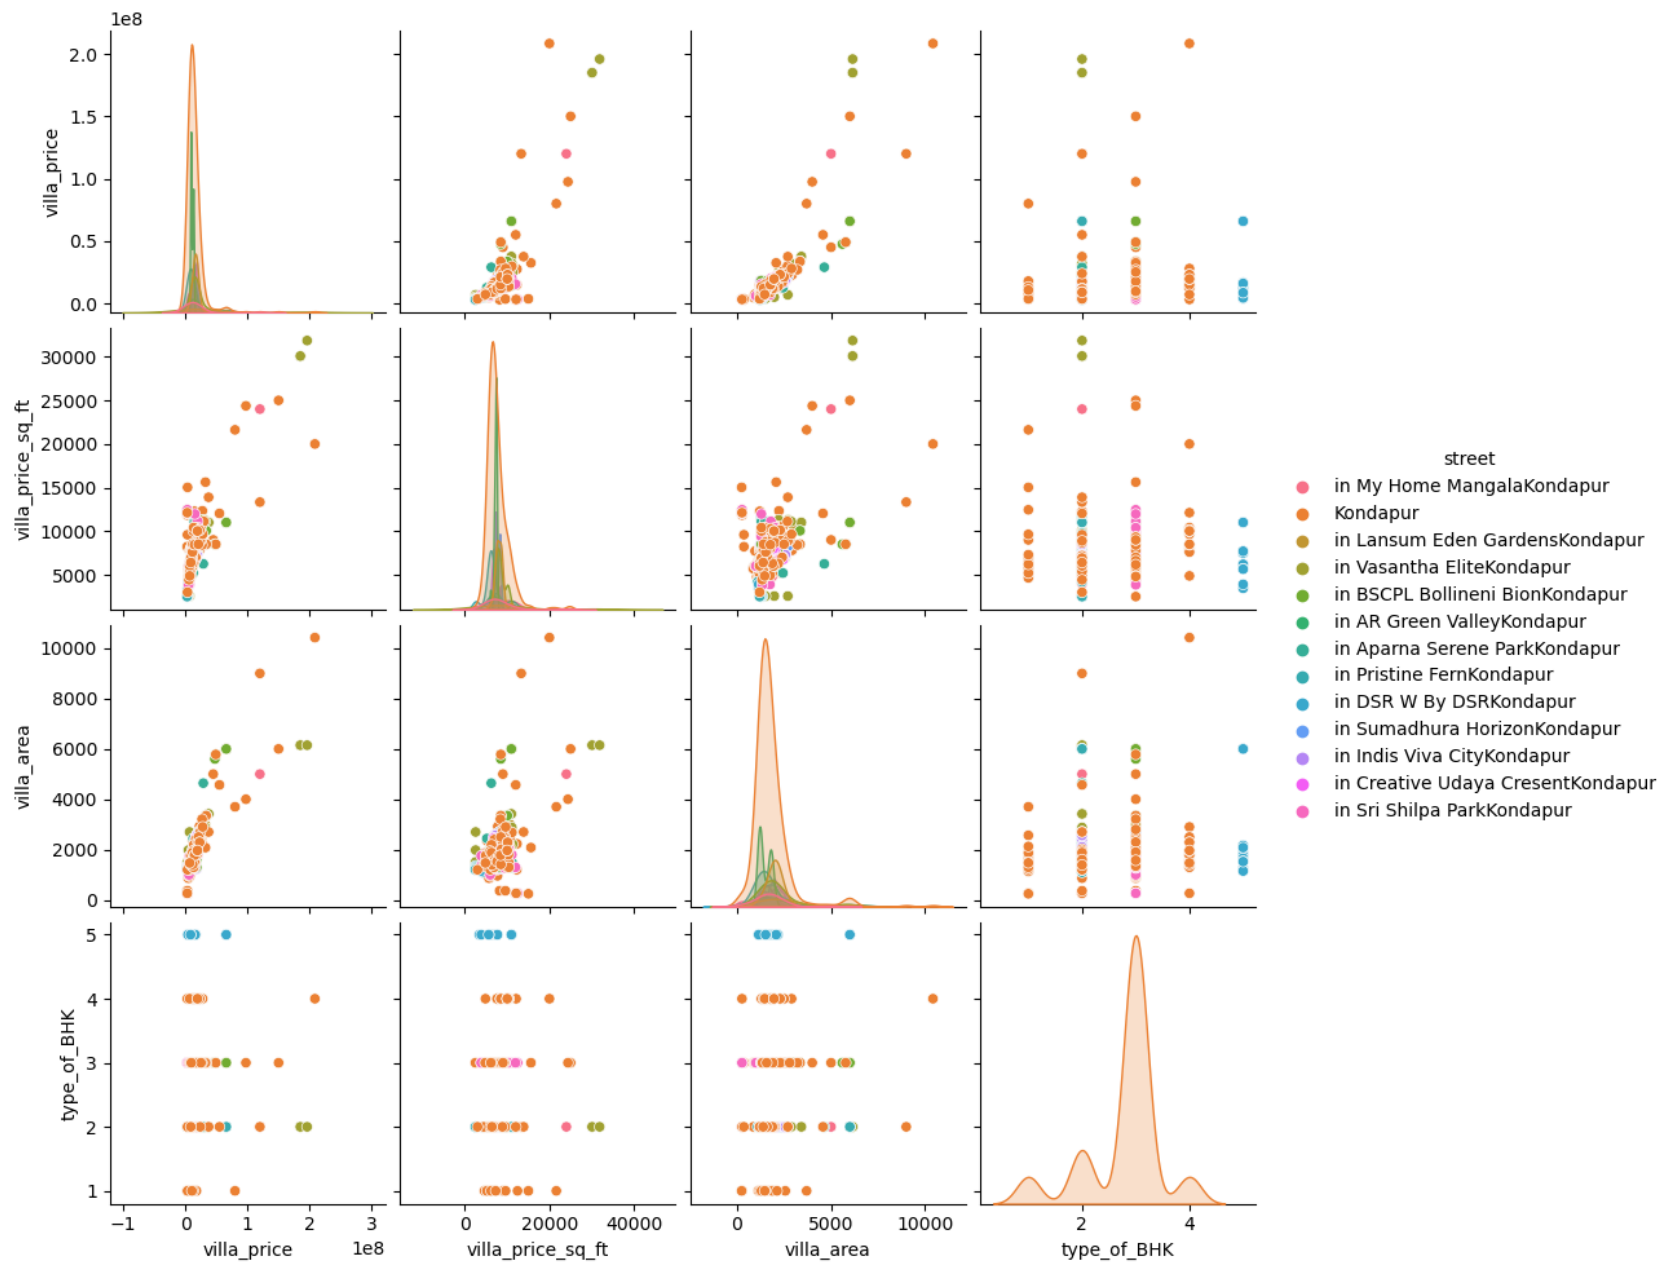 1e8
2.0
1.5
1.0
0.5
0.0
villa_price
30000
25000
20000
15000
10000
5000
villa_price_sq_ft
10000
8000
6000
4000
2000
0
villa_area
5
4
3
2
1
type_of_BHK
−1 0 1 2 3
1e8
villa_price
0 20000 40000
villa_price_sq_ft
0 5000 10000
villa_area
2 4
type_of_BHK
street
in My Home MangalaKondapur
Kondapur
in Lansum Eden GardensKondapur
in Vasantha EliteKondapur
in BSCPL Bollineni BionKondapur
in AR Green ValleyKondapur
in Aparna Serene ParkKondapur
in Pristine FernKondapur
in DSR W By DSRKondapur
in Sumadhura HorizonKondapur
in Indis Viva CityKondapur
in Creative Udaya CresentKondapur
in Sri Shilpa ParkKondapur